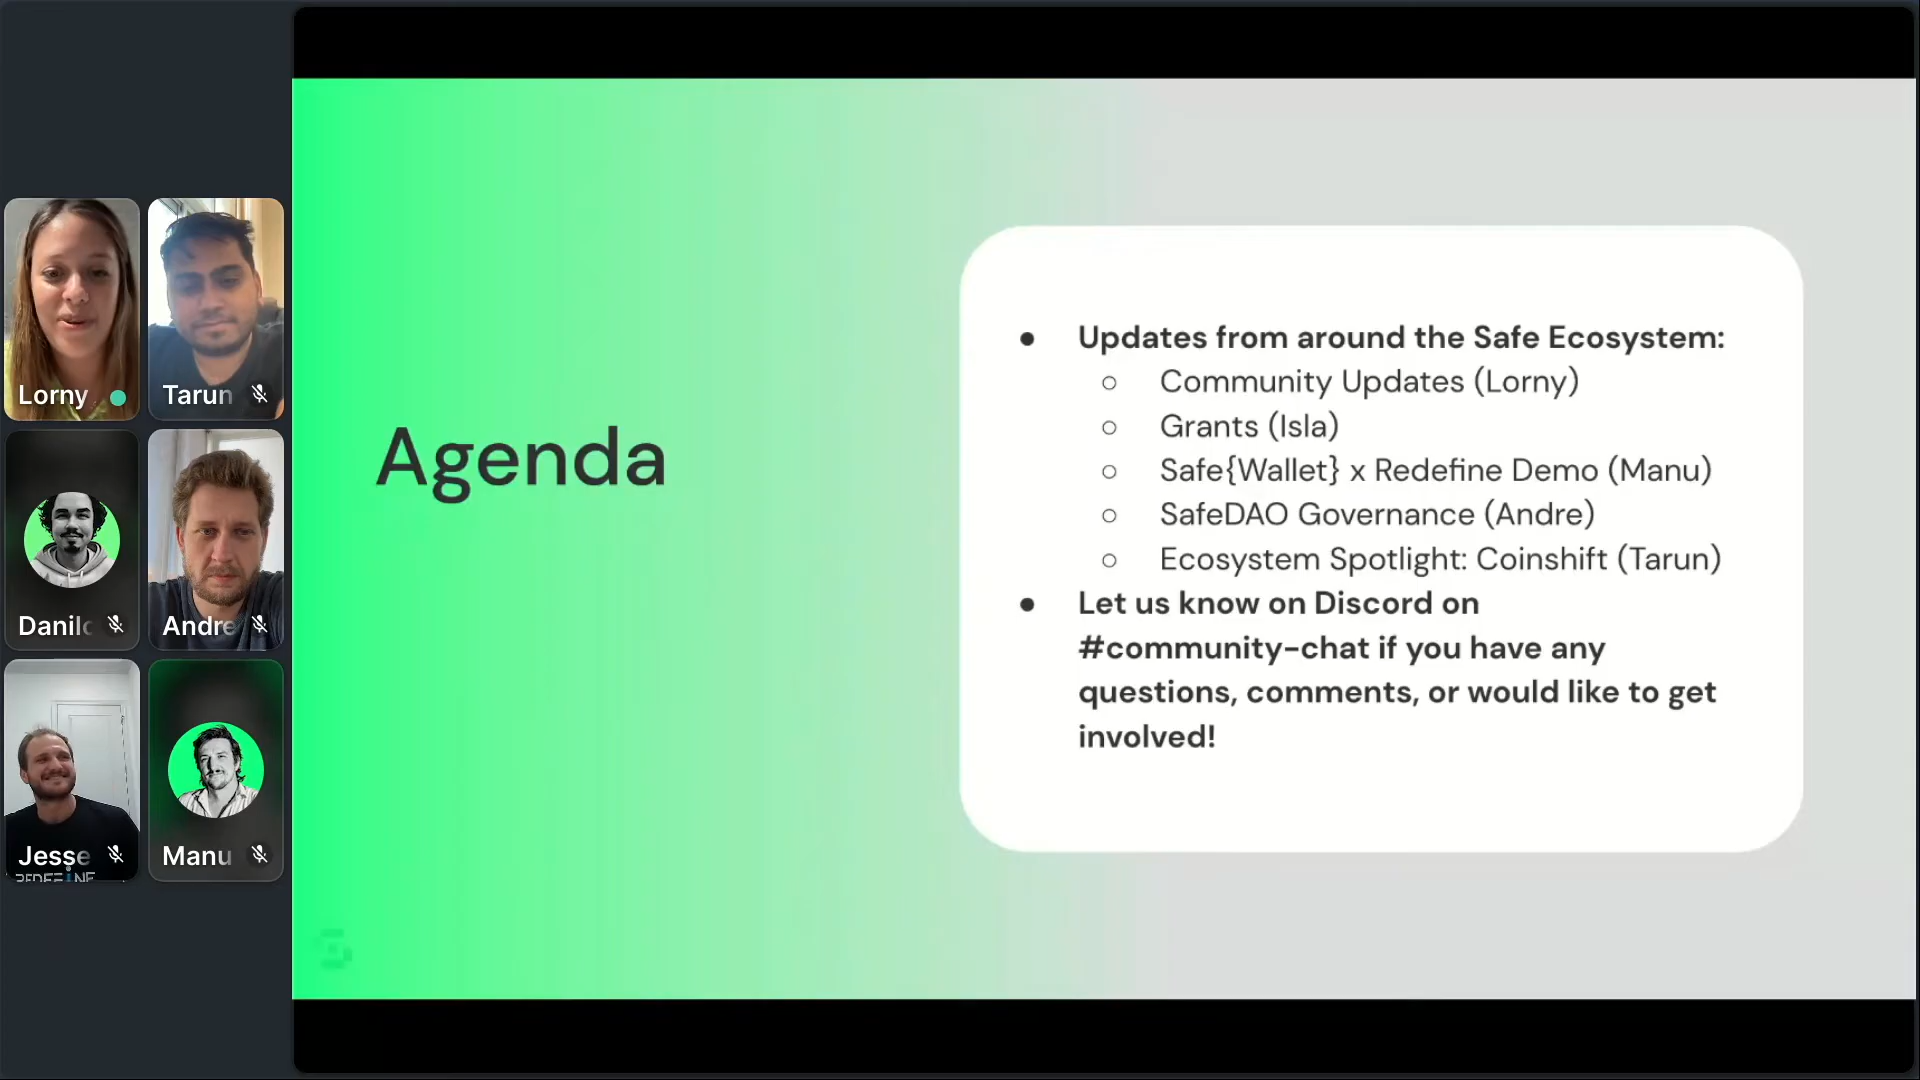 Lorny
Tarun
Danilo
Andre
Jesse
REDEFINE
Manu
Agenda
● Updates from around the Safe Ecosystem:
○ Community Updates (Lorny)
○ Grants (Isla)
○ Safe{Wallet} x Redefine Demo (Manu)
○ SafeDAO Governance (Andre)
○ Ecosystem Spotlight: Coinshift (Tarun)
● Let us know on Discord on
#community-chat if you have any
questions, comments, or would like to get
involved!